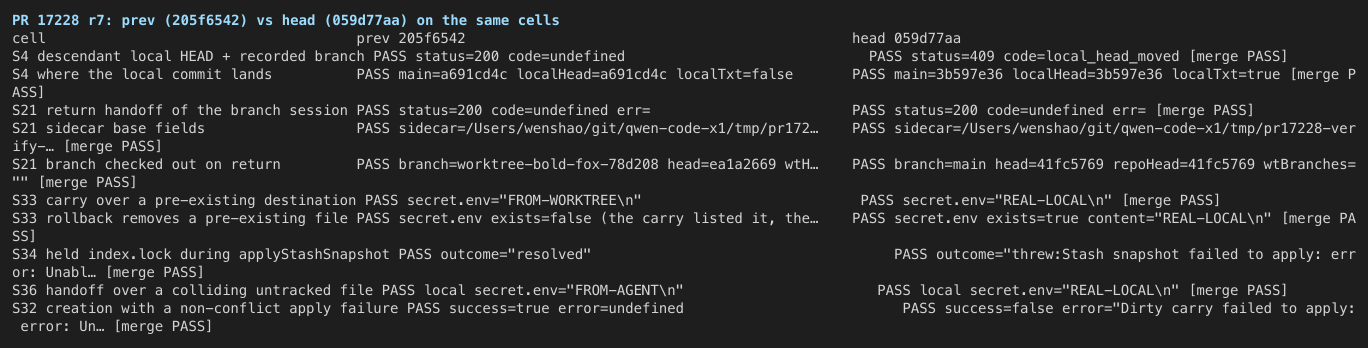 PR 17228 r7: prev (205f6542) vs head (059d77aa) on the same cells
cell prev 205f6542 head 059d77aa
S4 descendant local HEAD + recorded branch PASS status=200 code=undefined PASS status=409 code=local_head_moved [merge PASS]
S4 where the local commit lands PASS main=a691cd4c localHead=a691cd4c localTxt=false PASS main=3b597e36 localHead=3b597e36 localTxt=true [merge P
ASS]
S21 return handoff of the branch session PASS status=200 code=undefined err= PASS status=200 code=undefined err= [merge PASS]
S21 sidecar base fields PASS sidecar=/Users/wenshao/git/qwen-code-x1/tmp/pr172… PASS sidecar=/Users/wenshao/git/qwen-code-x1/tmp/pr17228-ver
ify-… [merge PASS]
S21 branch checked out on return PASS branch=worktree-bold-fox-78d208 head=ea1a2669 wtH… PASS branch=main head=41fc5769 repoHead=41fc5769 wtBranches=
"" [merge PASS]
S33 carry over a pre-existing destination PASS secret.env="FROM-WORKTREE\n" PASS secret.env="REAL-LOCAL\n" [merge PASS]
S33 rollback removes a pre-existing file PASS secret.env exists=false (the carry listed it, the… PASS secret.env exists=true content="REAL-LOCAL\n" [merge PA
SS]
S34 held index.lock during applyStashSnapshot PASS outcome="resolved" PASS outcome="threw:Stash snapshot failed to apply: err
or: Unabl… [merge PASS]
S36 handoff over a colliding untracked file PASS local secret.env="FROM-AGENT\n" PASS local secret.env="REAL-LOCAL\n" [merge PASS]
S32 creation with a non-conflict apply failure PASS success=true error=undefined PASS success=false error="Dirty carry failed to apply:
error: Un… [merge PASS]